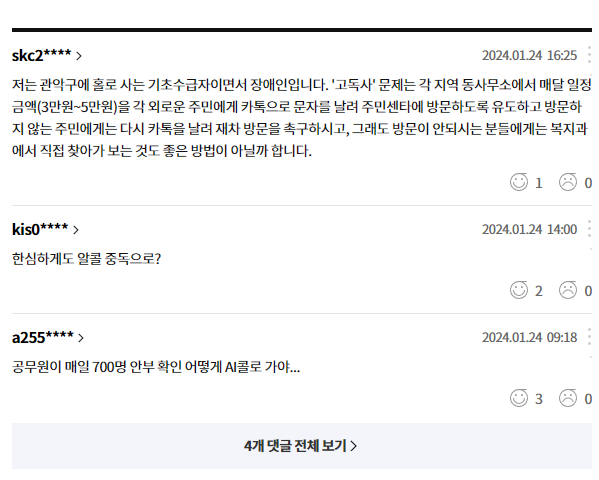 skc2**** >
2024.01.24 16:25
저는 관악구에 홀로 사는 기초수급자이면서 장애인입니다. '고독사' 문제는 각 지역 동사무소에서 매달 일정
금액(3만원~5만원)을 각 외로운 주민에게 카톡으로 문자를 날려 주민센타에 방문하도록 유도하고 방문하
지 않는 주민에게는 다시 카톡을 날려 재차 방문을 촉구하시고, 그래도 방문이 안되시는 분들에게는 복지과
에서 직접 찾아가 보는 것도 좋은 방법이 아닐까 합니다.
1 0
kis0**** >
2024.01.24 14:00
한심하게도 알콜 중독으로?
2 0
a255**** >
2024.01.24 09:18
공무원이 매일 700명 안부 확인 어떻게 AI콜로 가야...
3 0
4개 댓글 전체 보기 >